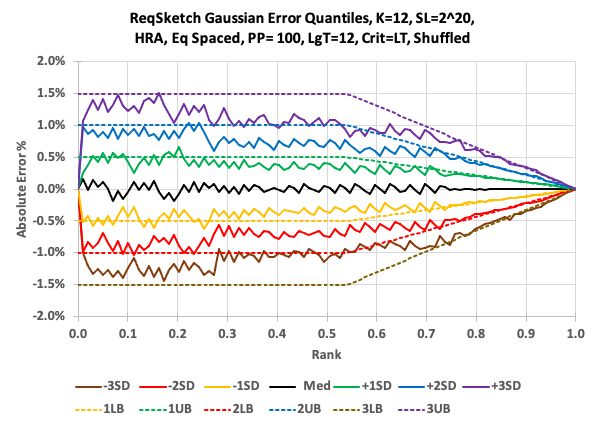 ReqSketch Gaussian Error Quantiles, K=12, SL=2^20,
HRA, Eq Spaced, PP= 100, LgT=12, Crit=LT, Shuffled
Absolute Error %
2.0%
1.5%
1.0%
0.5%
0.0%
-0.5%
-1.0%
-1.5%
-2.0%
0.0 0.1 0.2 0.3 0.4 0.5 0.6 0.7 0.8 0.9 1.0
Rank
-3SD -2SD -1SD Med +1SD +2SD +3SD
1LB 1UB 2LB 2UB 3LB 3UB